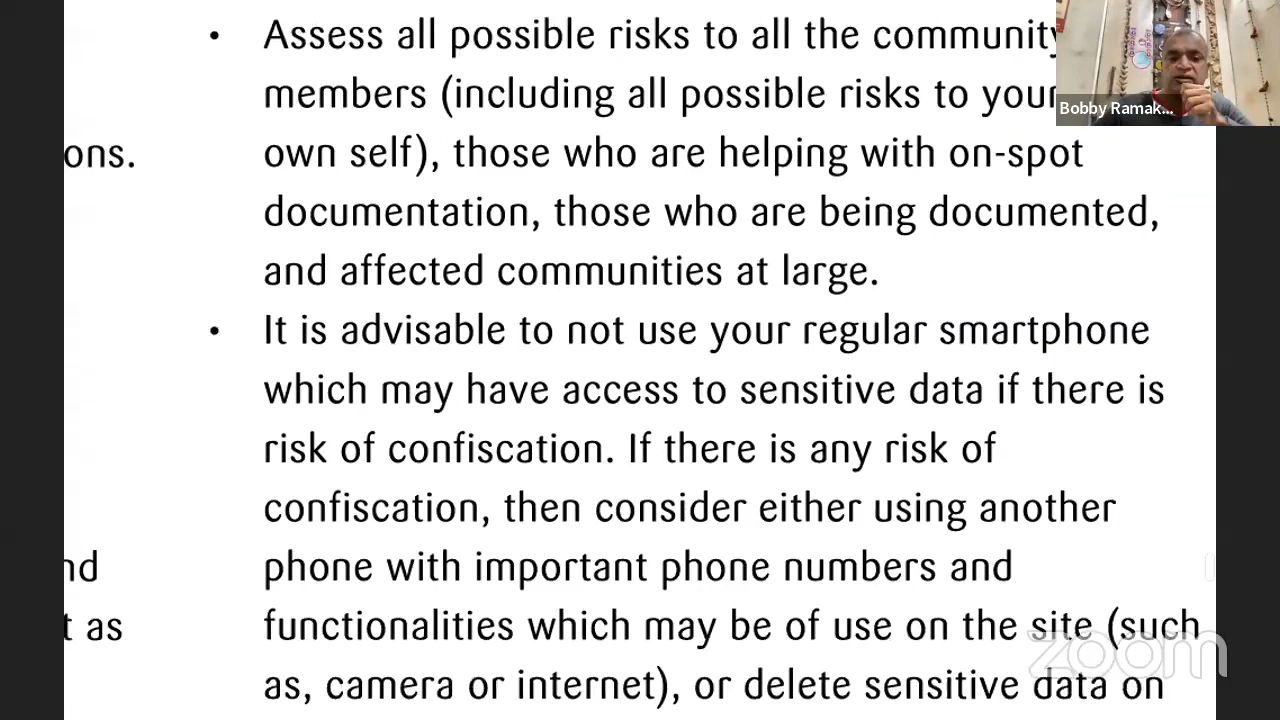 • Assess all possible risks to all the community
members (including all possible risks to your
own self), those who are helping with on-spot
documentation, those who are being documented,
and affected communities at large.
• It is advisable to not use your regular smartphone
which may have access to sensitive data if there is
risk of confiscation. If there is any risk of
confiscation, then consider either using another
phone with important phone numbers and
functionalities which may be of use on the site (such
as, camera or internet), or delete sensitive data on
ons.
nd
t as
Bobby Ramak...
zoom